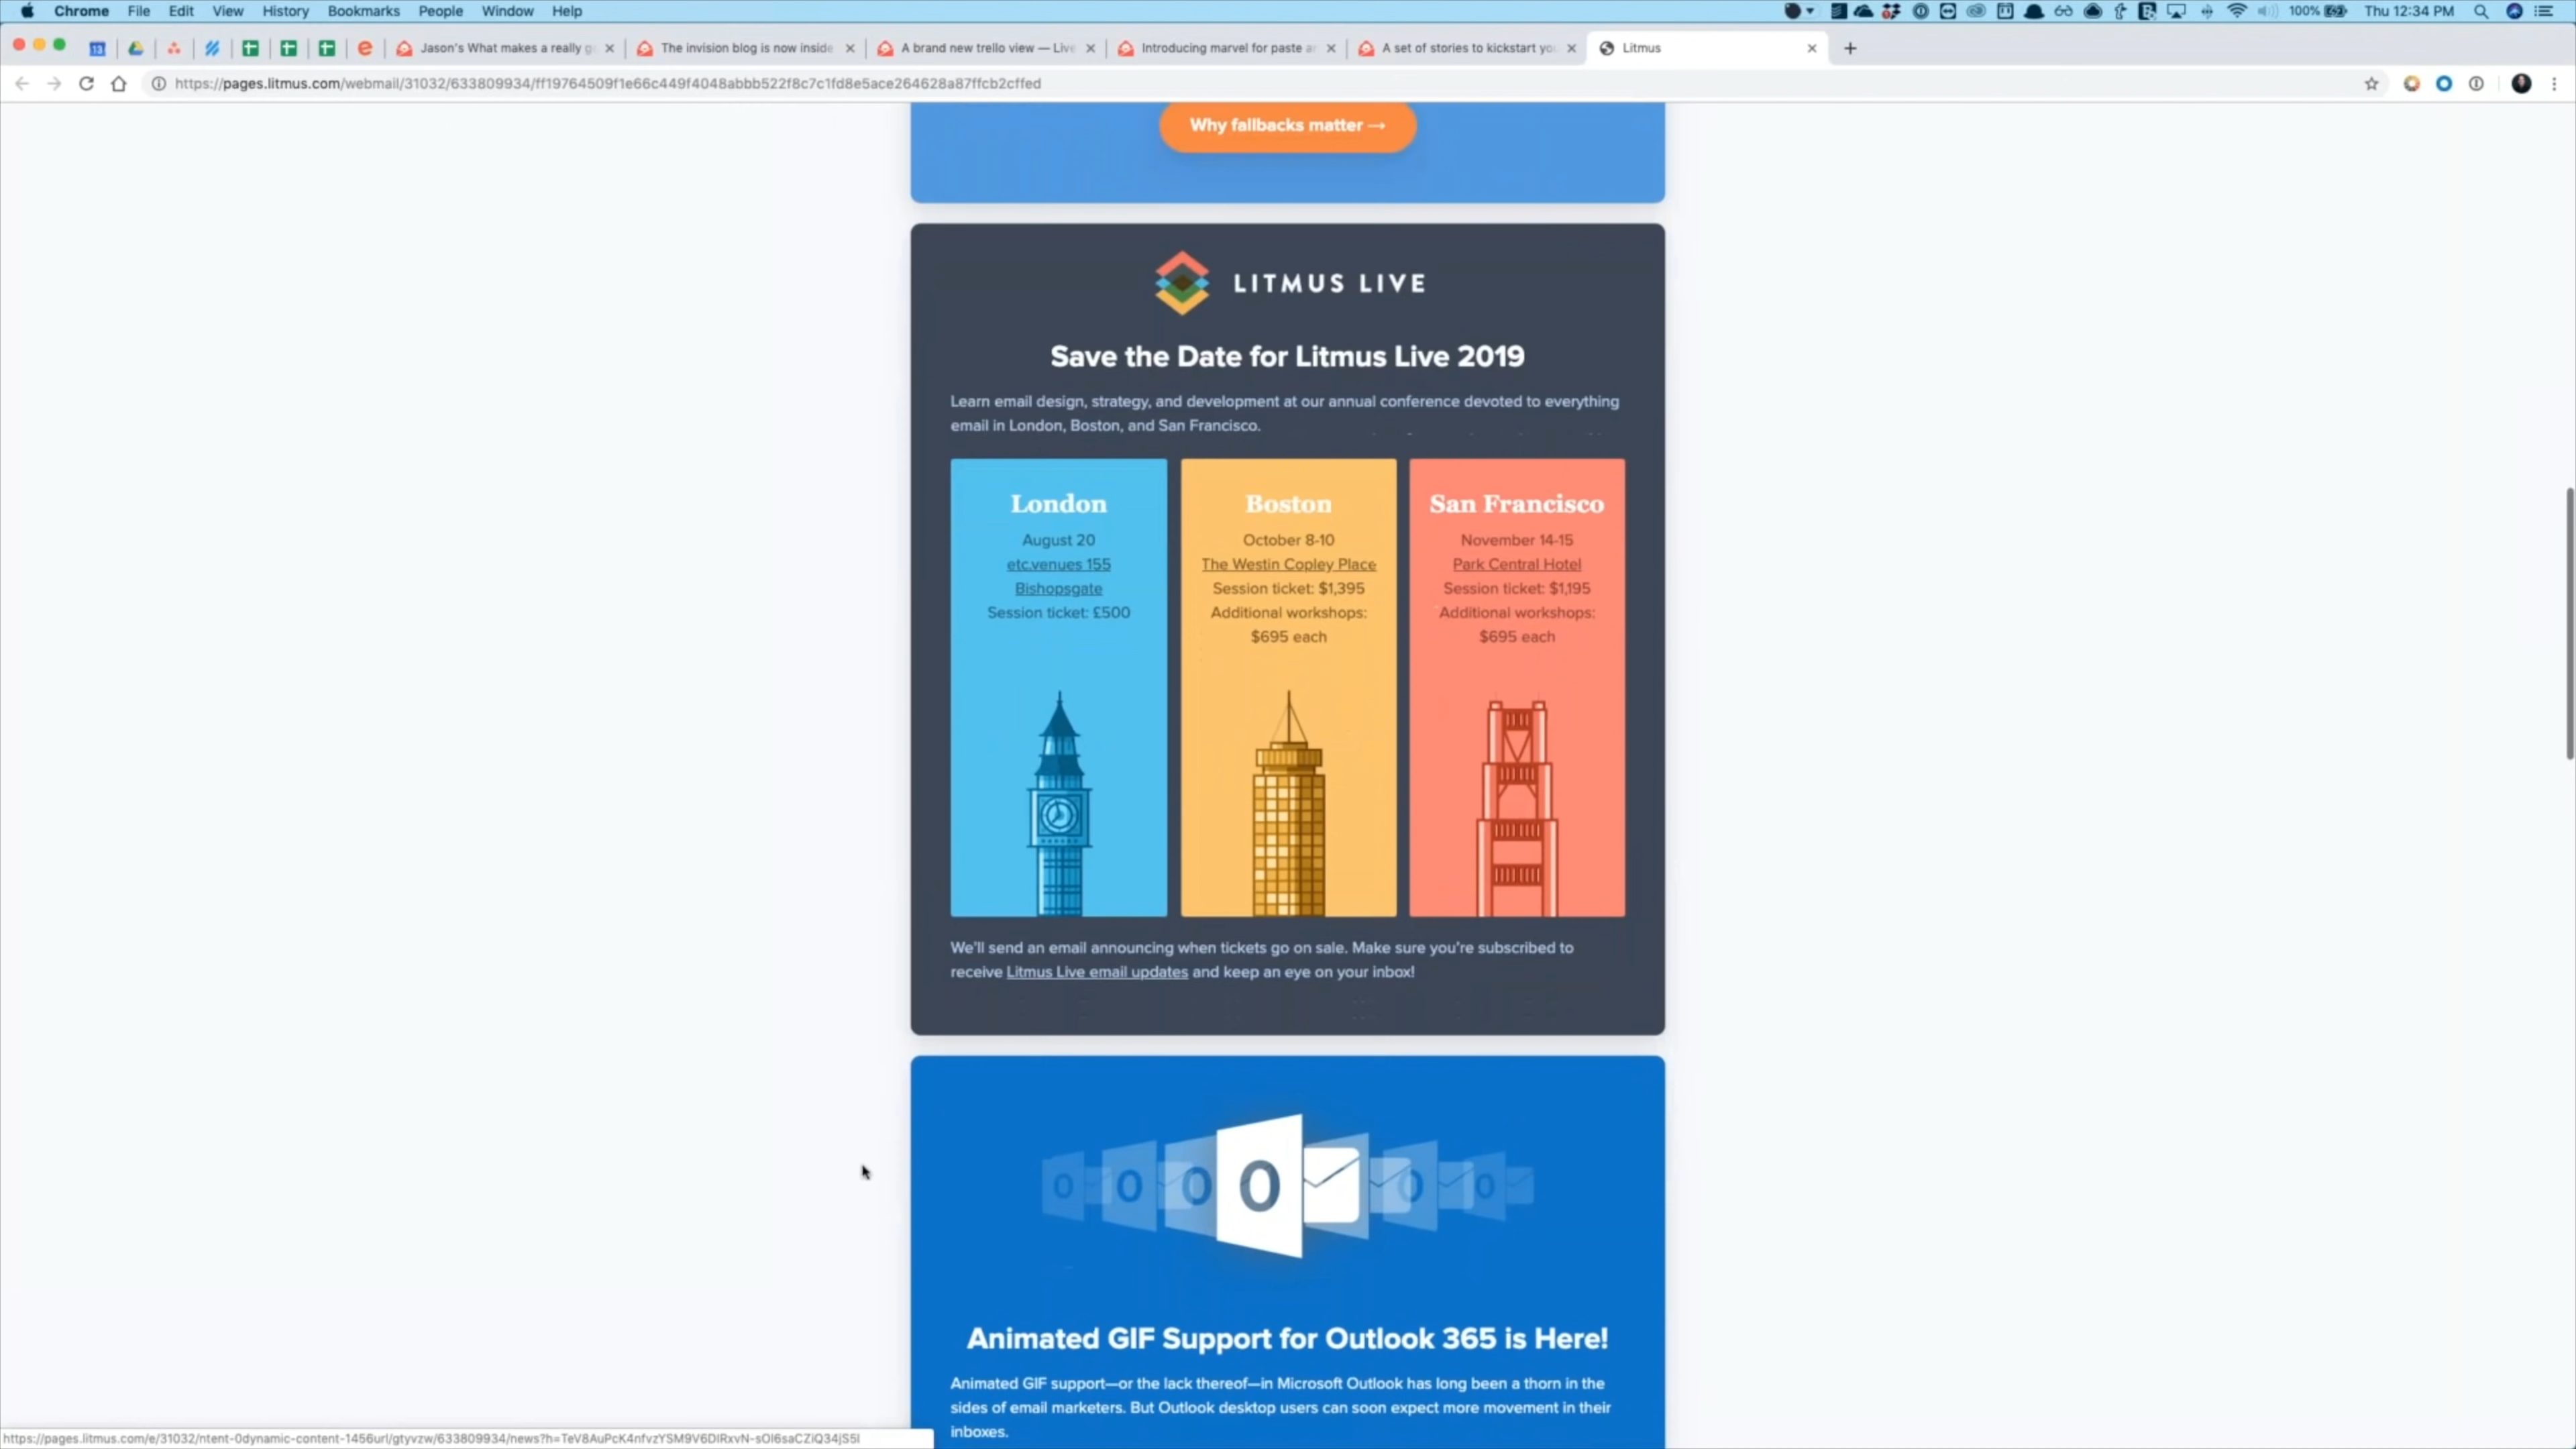 Chrome File Edit View History Bookmarks People Window Help
100% Thu 12:34 PM
13
Jason's What makes a really g
The invision blog is now inside
A brand new trello view — Live
Introducing marvel for paste a
A set of stories to kickstart yo
Litmus
https://pages.litmus.com/webmail/31032/633809934/ff19764509f1e66c449f4048abbb522f8c7c1fd8e5ace264628a87ffcb2cffed
Why fallbacks matter →
LITMUS LIVE
Save the Date for Litmus Live 2019
Learn email design, strategy, and development at our annual conference devoted to everything
email in London, Boston, and San Francisco.
London
August 20
etc.venues 155
Bishopsgate
Session ticket: £500
Boston
October 8-10
The Westin Copley Place
Session ticket: $1,395
Additional workshops:
$695 each
San Francisco
November 14-15
Park Central Hotel
Session ticket: $1,195
Additional workshops:
$695 each
We'll send an email announcing when tickets go on sale. Make sure you're subscribed to
receive Litmus Live email updates and keep an eye on your inbox!
0 0 0 0 0 0
Animated GIF Support for Outlook 365 is Here!
Animated GIF support—or the lack thereof—in Microsoft Outlook has long been a thorn in the
sides of email marketers. But Outlook desktop users can soon expect more movement in their
inboxes.